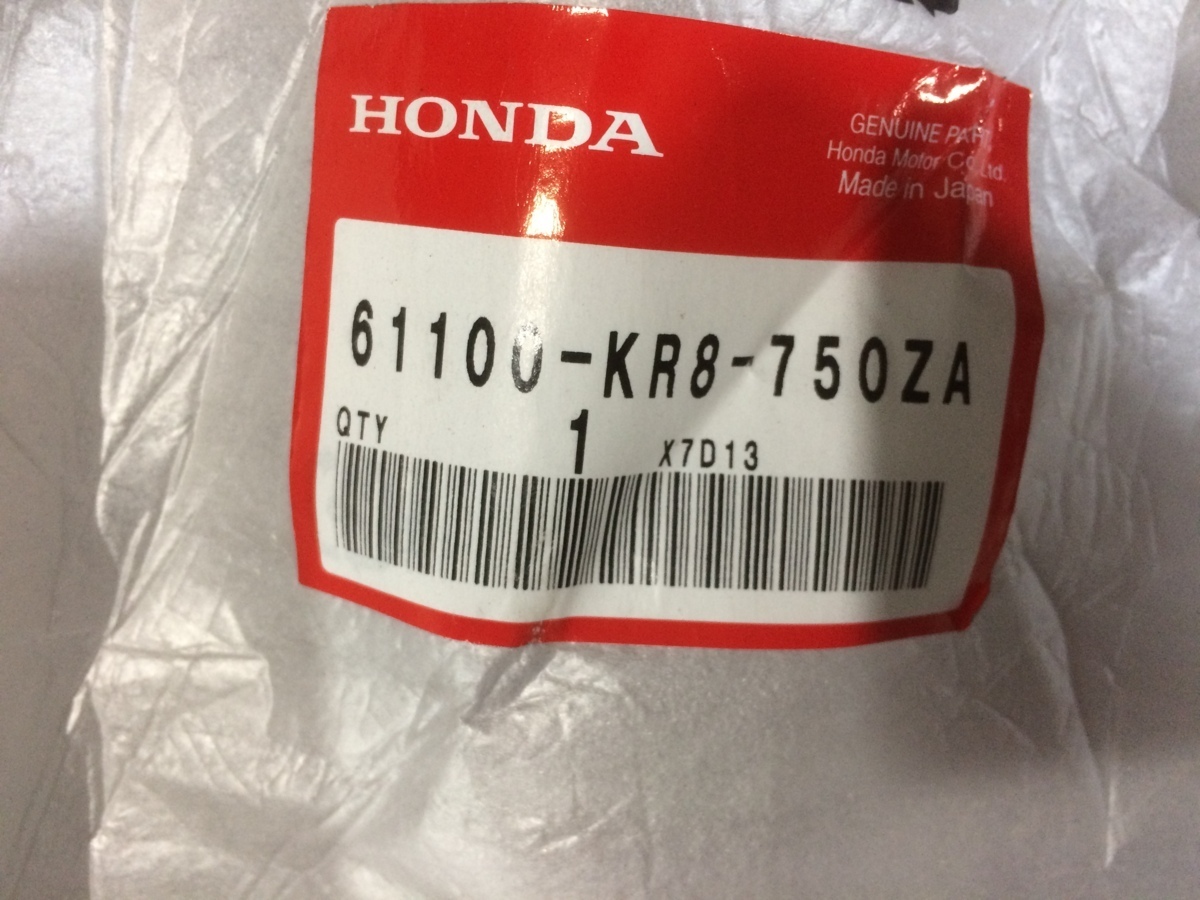 HONDA
GENUINE PART
Honda Motor Co., Ltd.
Made in Japan
61100-KR8-750ZA
QTY 1 X7D13